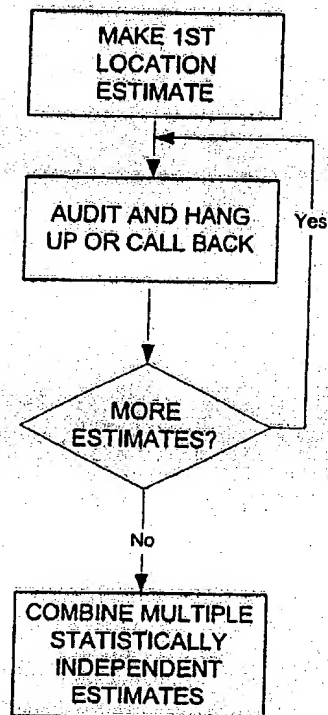 MAKE 1ST
LOCATION
ESTIMATE
AUDIT AND HANG
UP OR CALL BACK
Yes
MORE
ESTIMATES?
No
COMBINE MULTIPLE
STATISTICALLY
INDEPENDENT
ESTIMATES